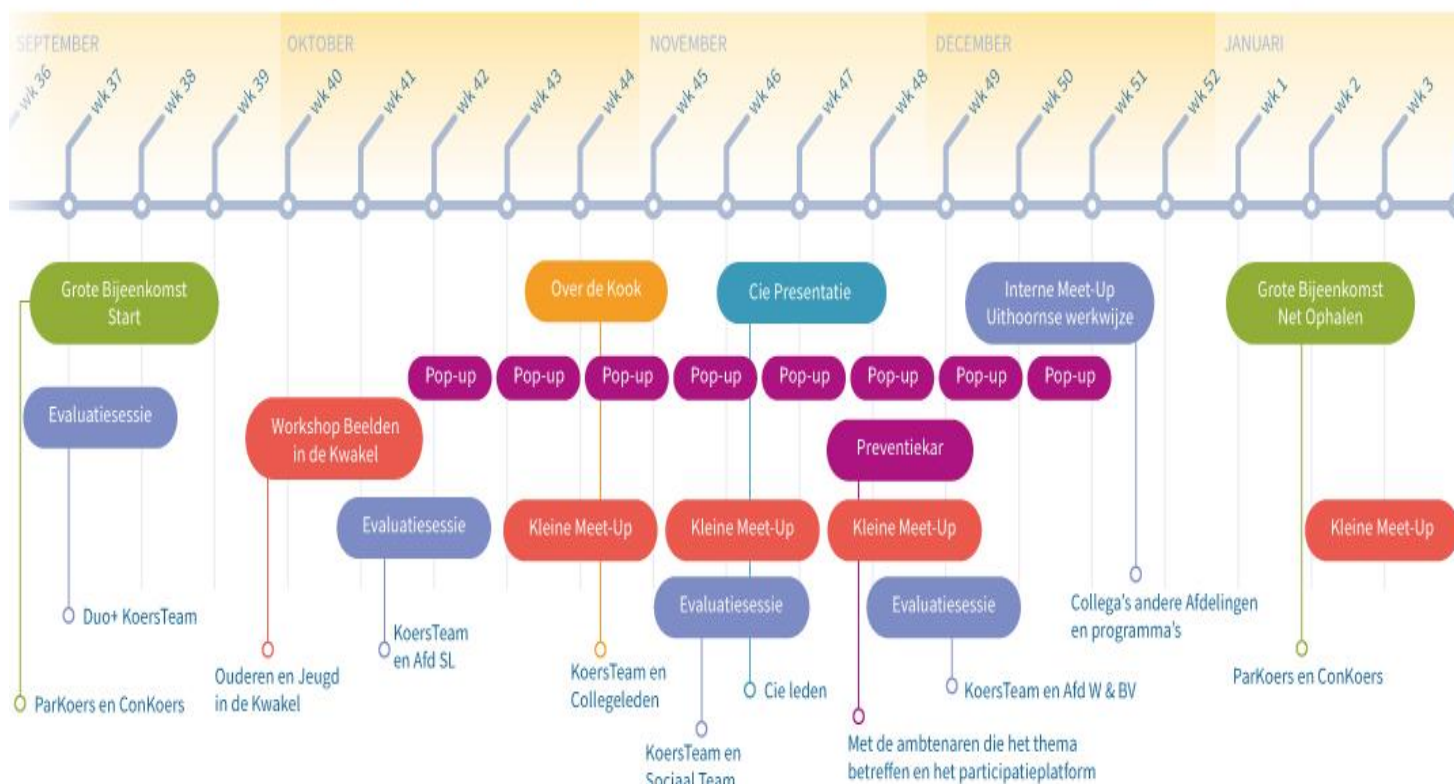 SEPTEMBER
OKTOBER
NOVEMBER
DECEMBER
JANUARI
wk 36
wk 37
wk 38
wk 39
wk 40
wk 41
wk 42
wk 43
wk 44
wk 45
wk 46
wk 47
wk 48
wk 49
wk 50
wk 51
wk 52
wk 1
wk 2
wk 3
Grote Bijeenkomst
Start
Over de Kook
Cie Presentatie
Interne Meet-Up
Uithoornse werkwijze
Grote Bijeenkomst
Net Ophalen
Pop-up
Pop-up
Pop-up
Pop-up
Pop-up
Pop-up
Pop-up
Pop-up
Evaluatiesessie
Workshop Beelden
in de Kwakel
Preventiekar
Evaluatiesessie
Kleine Meet-Up
Kleine Meet-Up
Kleine Meet-Up
Kleine Meet-Up
Evaluatiesessie
Evaluatiesessie
Duo+ KoersTeam
KoersTeam
en Afd SL
Collega's andere Afdelingen
en programma's
Ouderen en Jeugd
in de Kwakel
KoersTeam en
Collegeleden
Cie leden
KoersTeam en Afd W & BV
ParKoers en ConKoers
ParKoers en ConKoers
KoersTeam en
Sociaal Team
Met de ambtenaren die het thema
betreffen en het participatieplatform